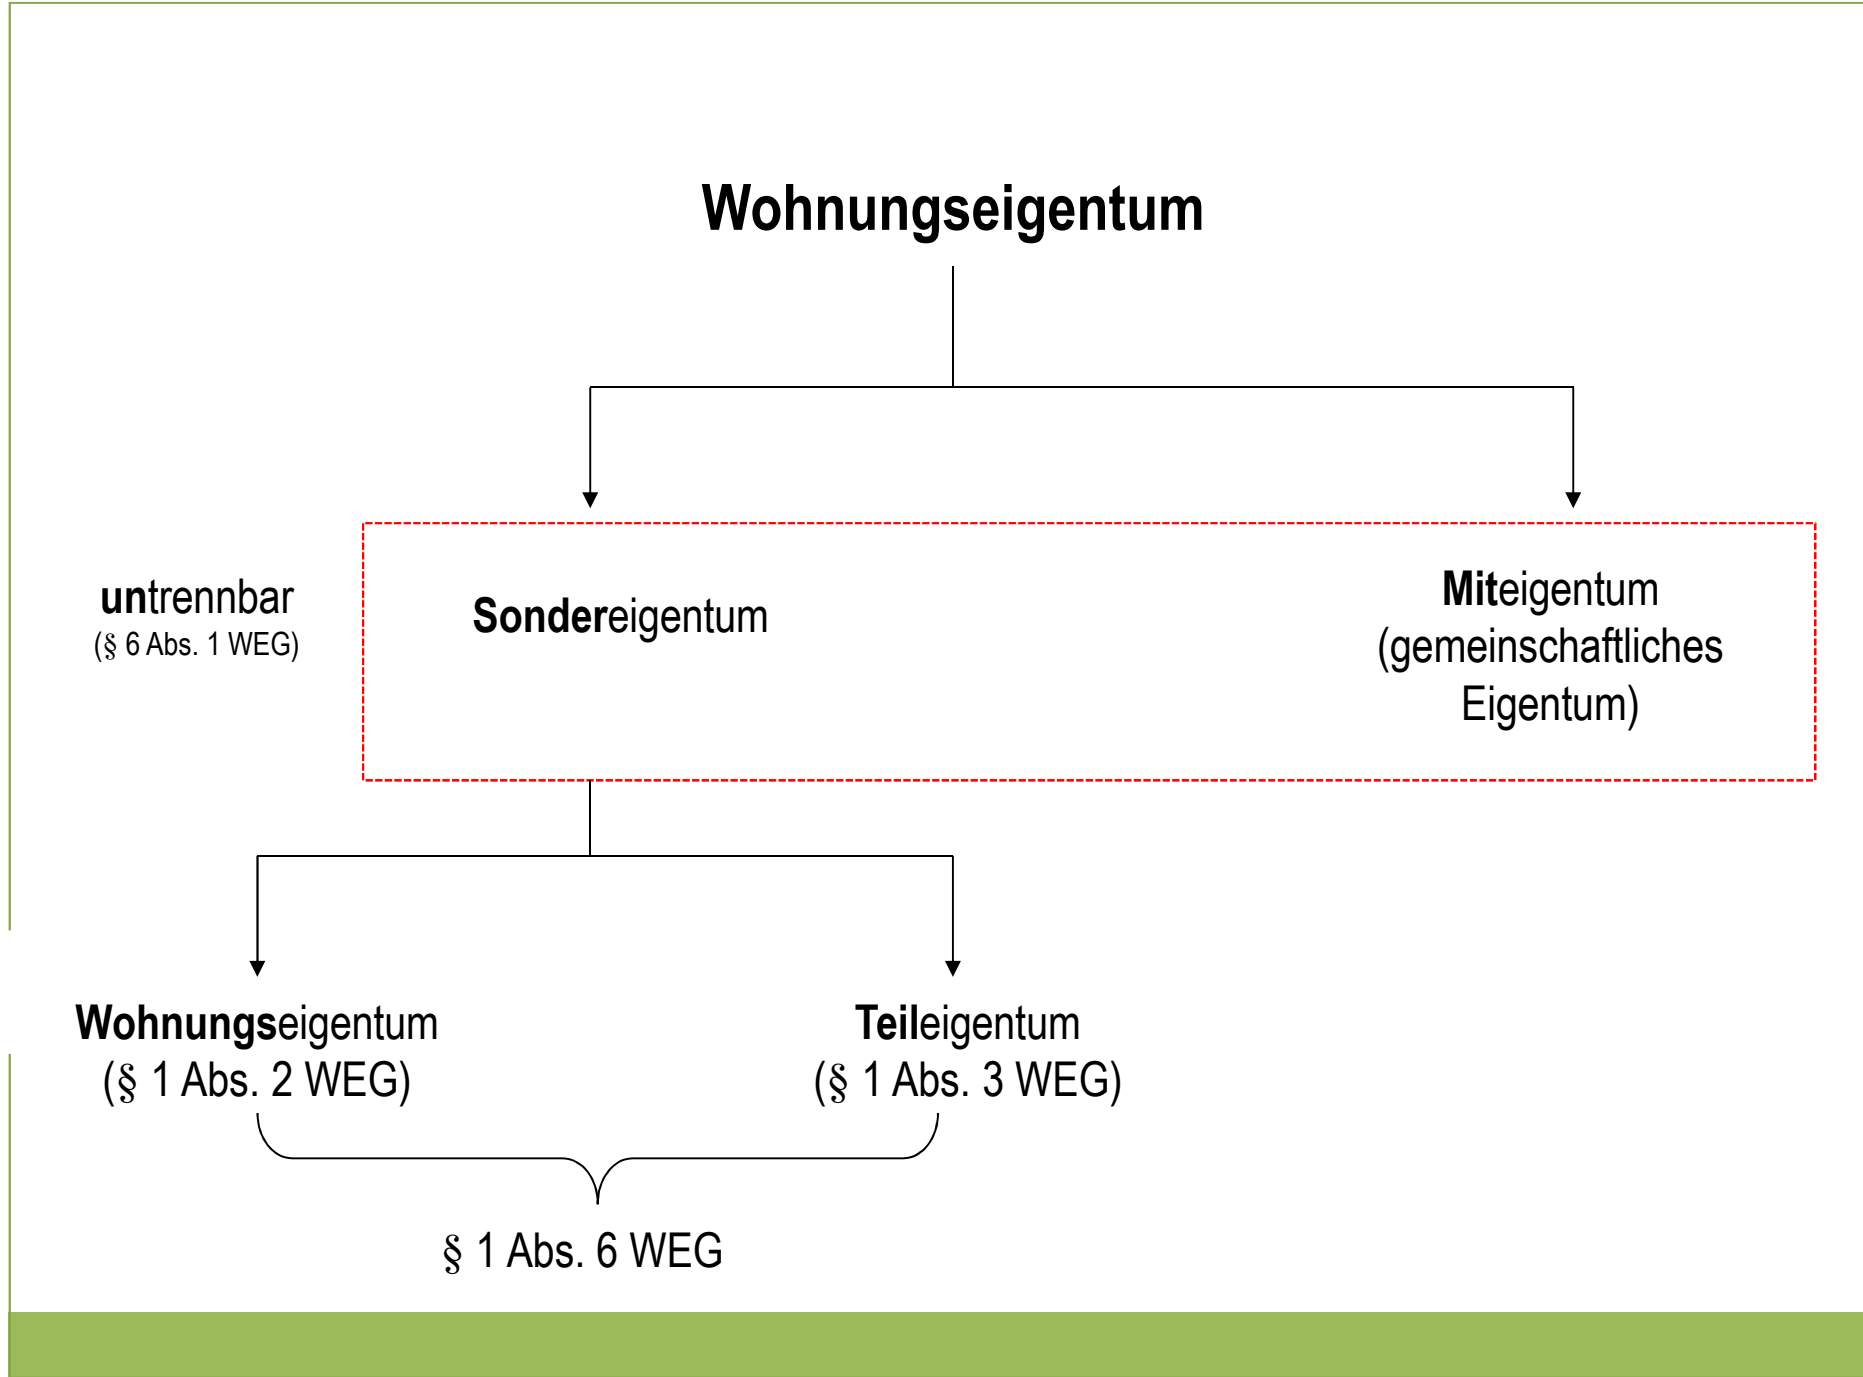 Wohnungseigentum
untrennbar
(§ 6 Abs. 1 WEG)
Sondereigentum
Miteigentum
(gemeinschaftliches
Eigentum)
Wohnungseigentum
(§ 1 Abs. 2 WEG)
Teileigentum
(§ 1 Abs. 3 WEG)
§ 1 Abs. 6 WEG